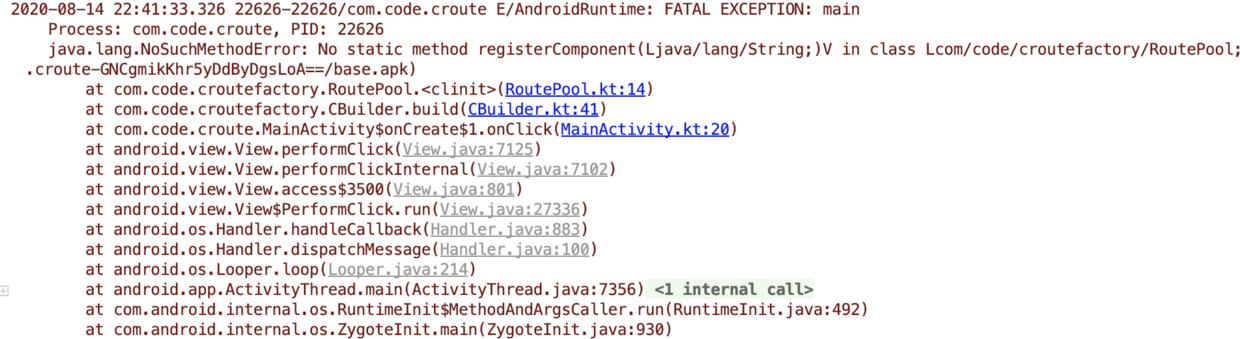 2020-08-14 22:41:33.326 22626-22626/com.code.croute E/AndroidRuntime: FATAL EXCEPTION: main
Process: com.code.croute, PID: 22626
java.lang.NoSuchMethodError: No static method registerComponent(Ljava/lang/String;)V in class Lcom/code/croutefactory/RoutePool;
.croute-GNCgmikKhr5yDdByDgsLoA==/base.apk)
at com.code.croutefactory.RoutePool.<clinit>(RoutePool.kt:14)
at com.code.croutefactory.CBuilder.build(CBuilder.kt:41)
at com.code.croute.MainActivity$onCreate$1.onClick(MainActivity.kt:20)
at android.view.View.performClick(View.java:7125)
at android.view.View.performClickInternal(View.java:7102)
at android.view.View.access$3500(View.java:801)
at android.view.View$PerformClick.run(View.java:27336)
at android.os.Handler.handleCallback(Handler.java:883)
at android.os.Handler.dispatchMessage(Handler.java:100)
at android.os.Looper.loop(Looper.java:214)
at android.app.ActivityThread.main(ActivityThread.java:7356) <1 internal call>
at com.android.internal.os.RuntimeInit$MethodAndArgsCaller.run(RuntimeInit.java:492)
at com.android.internal.os.ZygoteInit.main(ZygoteInit.java:930)